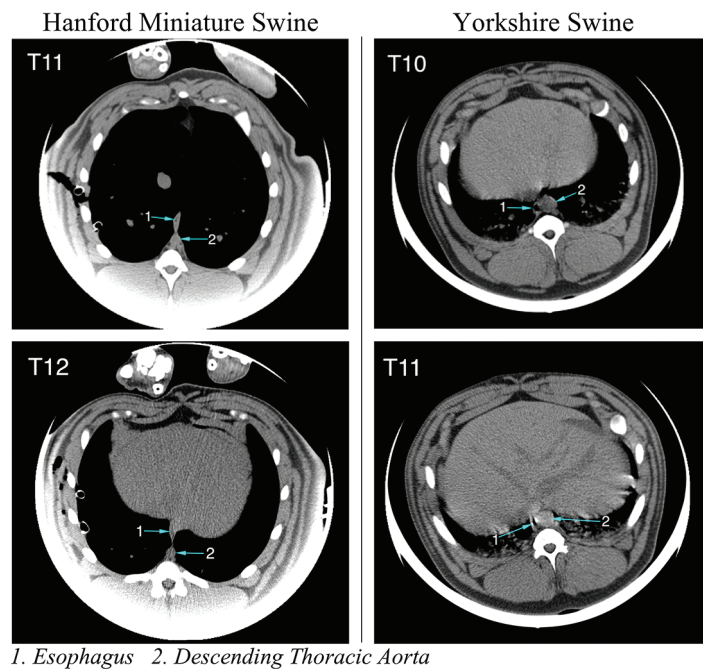 Hanford Miniature Swine
Yorkshire Swine
T11
1
2
T10
1
2
T12
1
2
T11
1
2
1. Esophagus 2. Descending Thoracic Aorta